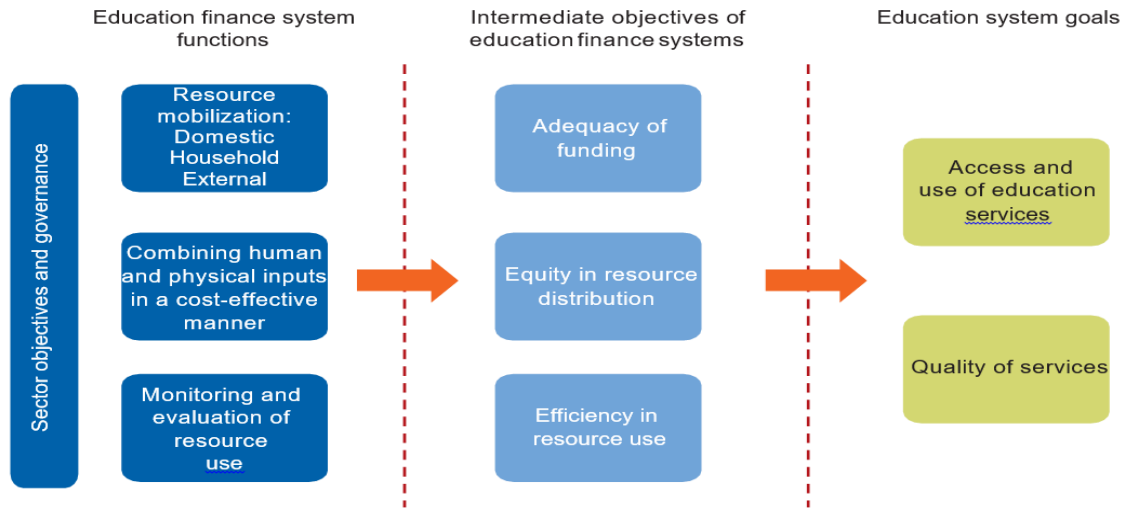 Education finance system
functions
Intermediate objectives of
education finance systems
Education system goals
Sector objectives and governance
Resource
mobilization:
Domestic
Household
External
Combining human
and physical inputs
in a cost-effective
manner
Monitoring and
evaluation of
resource
use
Adequacy of
funding
Equity in resource
distribution
Efficiency in
resource use
Access and
use of education
services
Quality of services